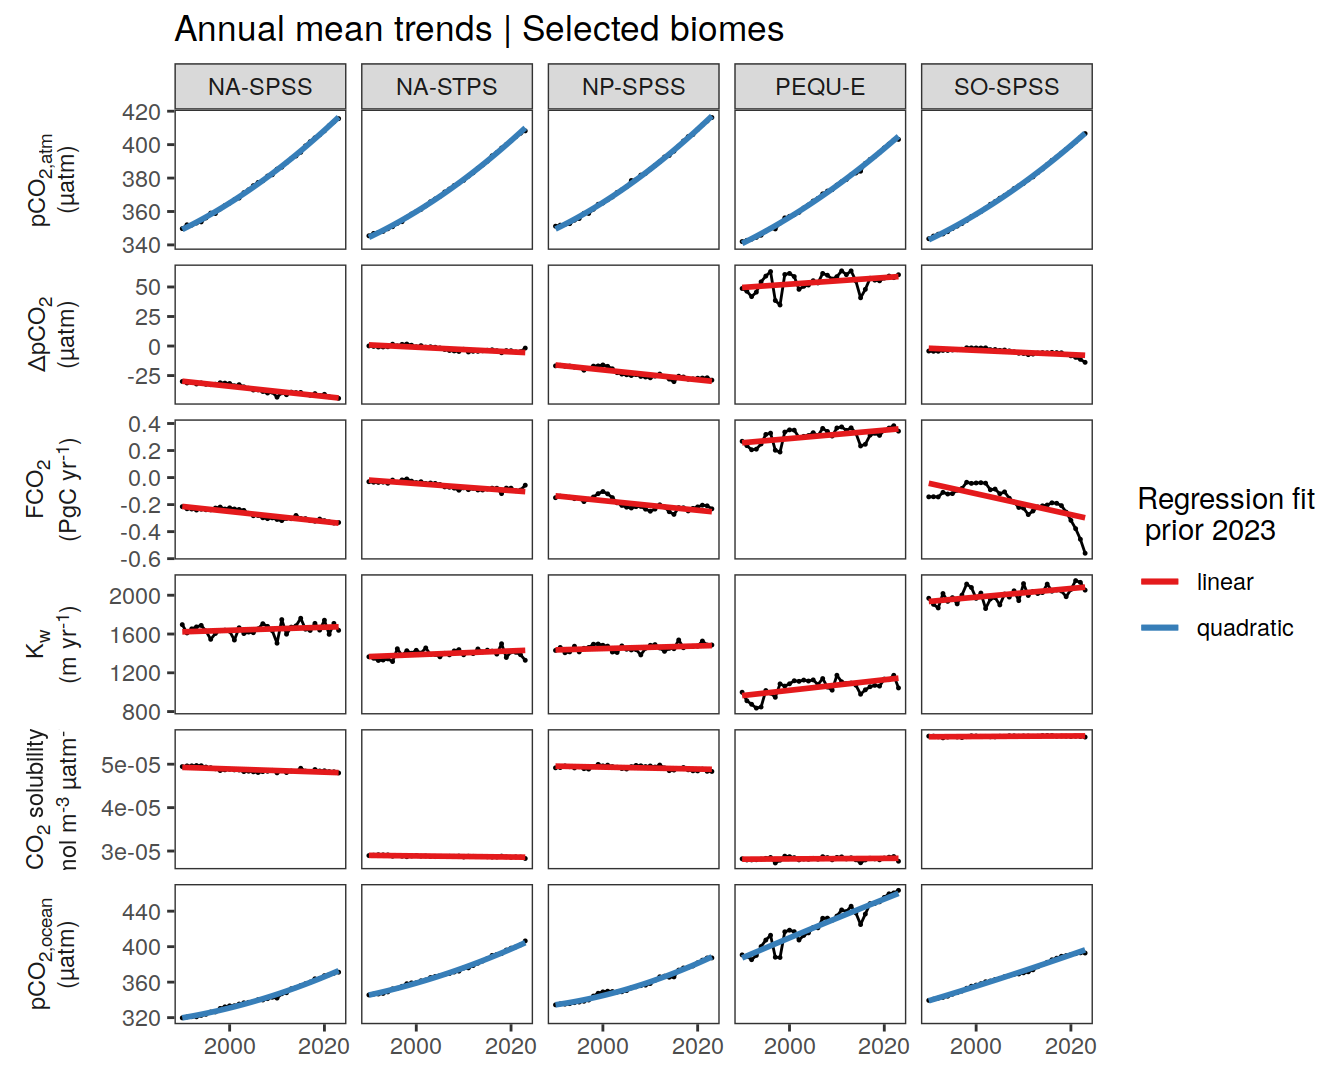 Annual mean trends | Selected biomes
NA-SPSS NA-STPS NP-SPSS PEQU-E SO-SPSS
pCO2,atm
(µatm)
420
400
380
360
340
ΔpCO2
(µatm)
50
25
0
-25
FCO2
(PgC yr-1)
0.4
0.2
0.0
-0.2
-0.4
-0.6
Kw
(m yr-1)
2000
1600
1200
800
CO2 solubility
m-3 µatm-
5e-05
4e-05
3e-05
pCO2,ocean
(µatm)
440
400
360
320
2000 2020 2000 2020 2000 2020 2000 2020 2000 2020
Regression fit
prior 2023
linear
quadratic